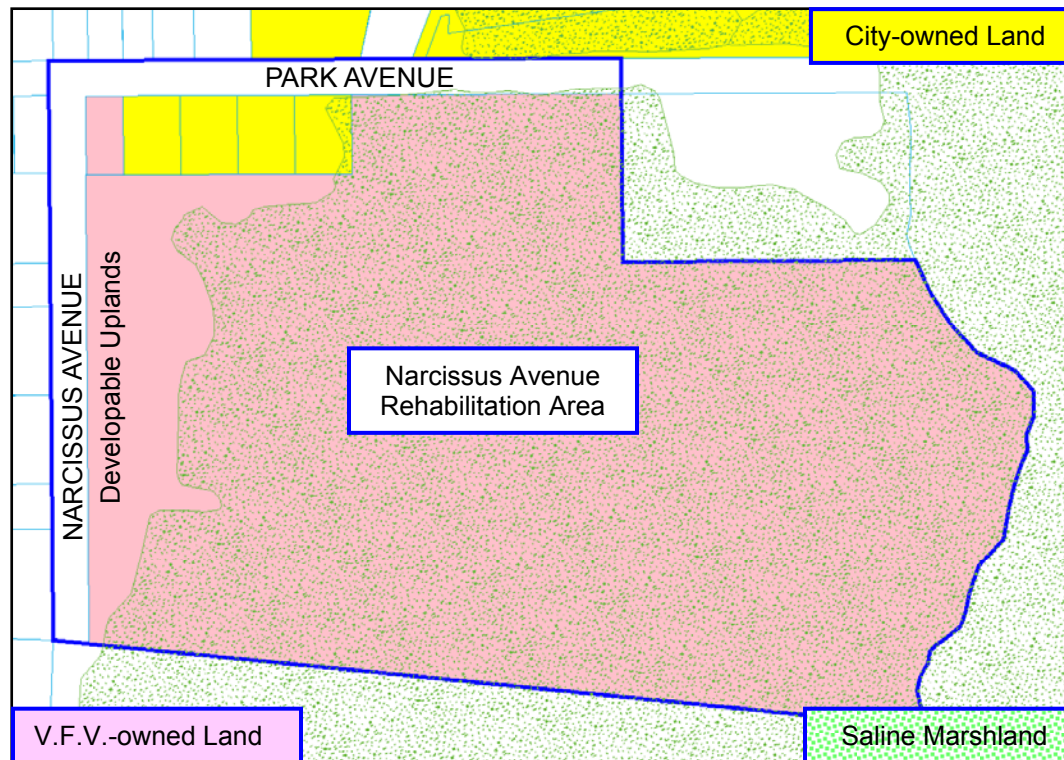 City-owned Land
PARK AVENUE
NARCISSUS AVENUE
Developable Uplands
Narcissus Avenue
Rehabilitation Area
V.F.V.-owned Land
Saline Marshland